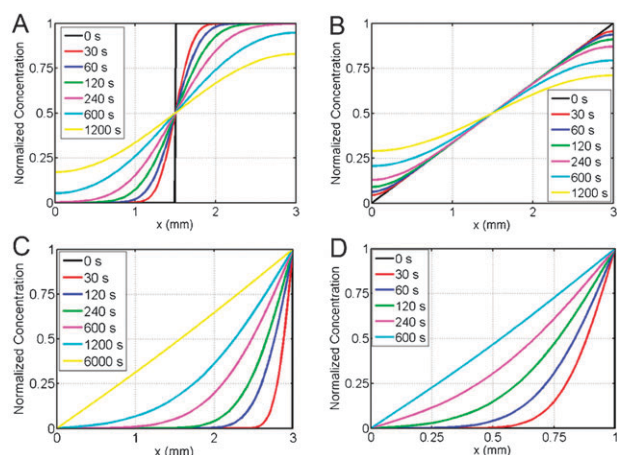 A
Normalized Concentration
1
0.75
0.5
0.25
0
0 s
30 s
60 s
120 s
240 s
600 s
1200 s
0 1 2 3
x (mm)
B
Normalized Concentration
1
0.75
0.5
0.25
0
0 s
30 s
60 s
120 s
240 s
600 s
1200 s
0 1 2 3
x (mm)
C
Normalized Concentration
1
0.75
0.5
0.25
0
0 s
30 s
120 s
240 s
600 s
1200 s
6000 s
0 1 2 3
x (mm)
D
Normalized Concentration
1
0.75
0.5
0.25
0
0 s
30 s
60 s
120 s
240 s
600 s
0 0.25 0.5 0.75 1
x (mm)